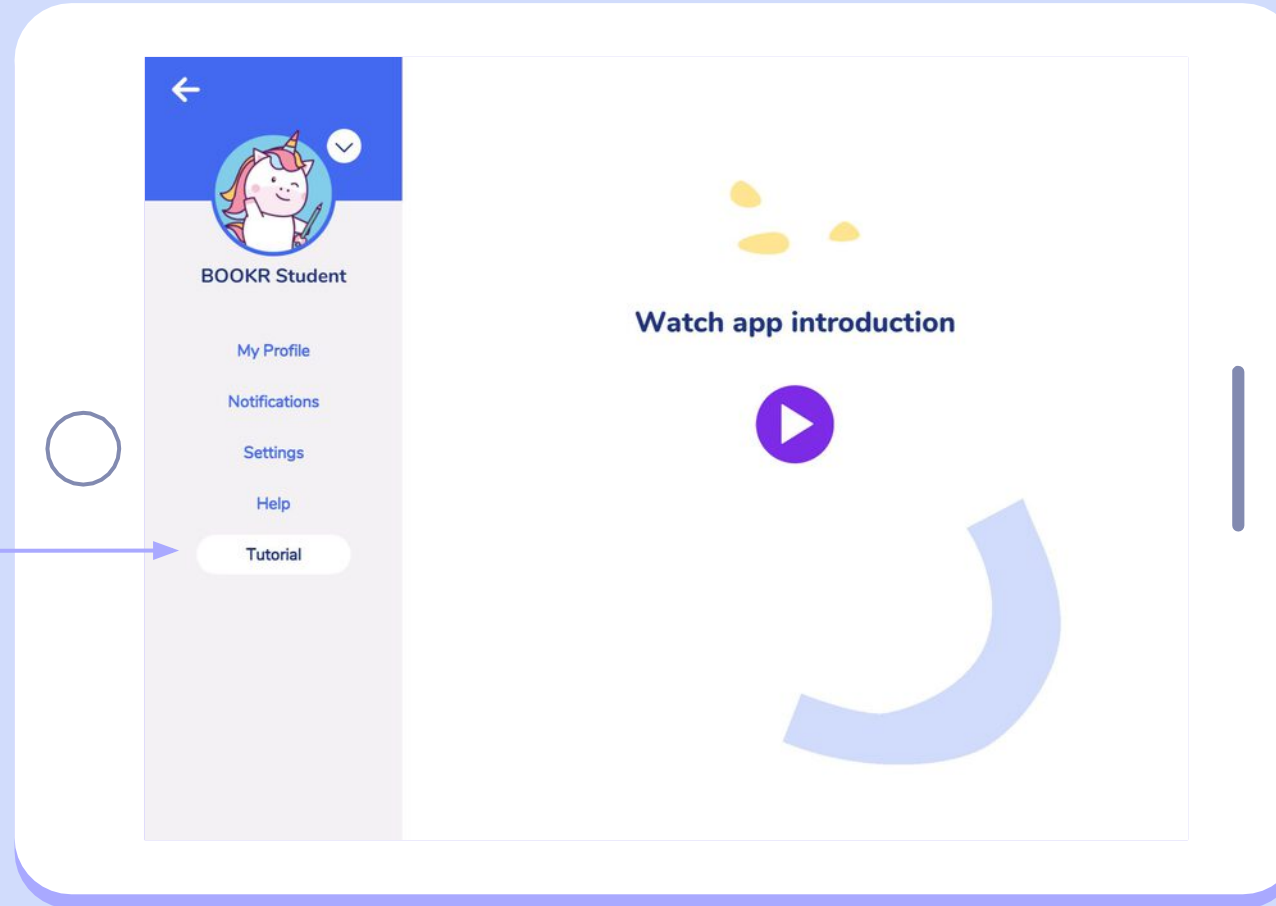 BOOKR Student
My Profile
Notifications
Settings
Help
Tutorial
Watch app introduction